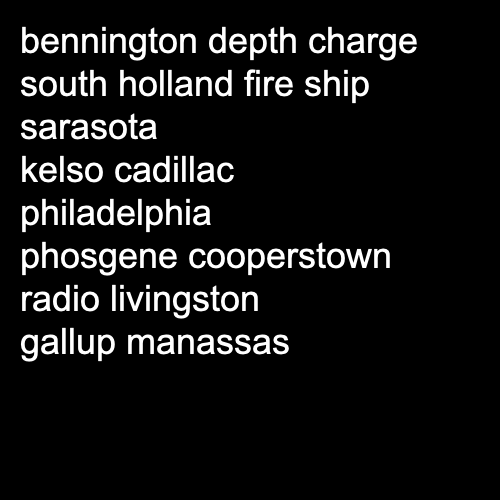 bennington depth charge
south holland fire ship
sarasota
kelso cadillac
philadelphia
phosgene cooperstown
radio livingston
gallup manassas